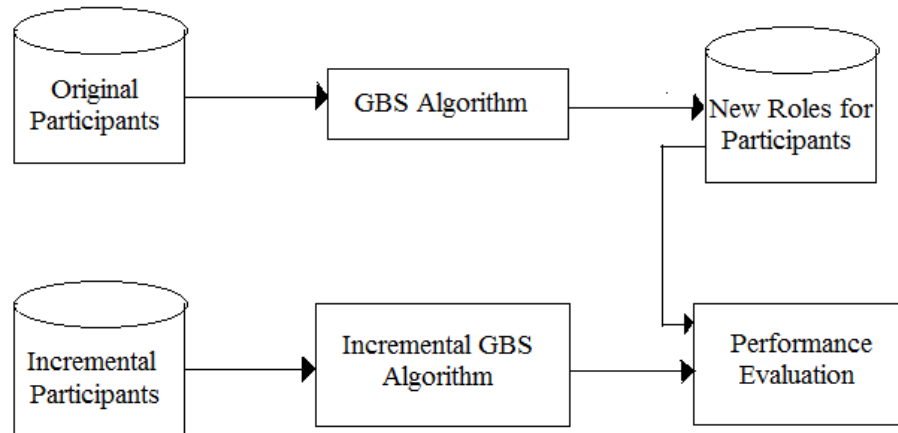 Original
Participants
GBS Algorithm
New Roles for
Participants
Incremental
Participants
Incremental GBS
Algorithm
Performance
Evaluation